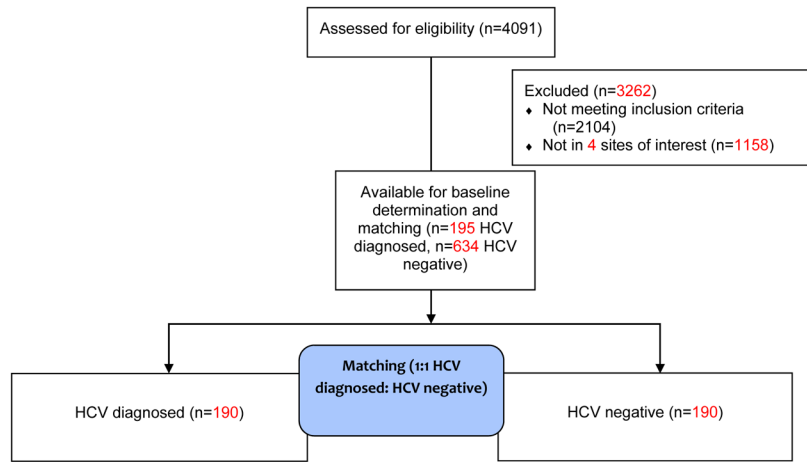 Assessed for eligibility (n=4091)
Excluded (n=3262)
♦ Not meeting inclusion criteria
(n=2104)
♦ Not in 4 sites of interest (n=1158)
Available for baseline
determination and
matching (n=195 HCV
diagnosed, n=634 HCV
negative)
Matching (1:1 HCV
diagnosed: HCV negative)
HCV diagnosed (n=190)
HCV negative (n=190)